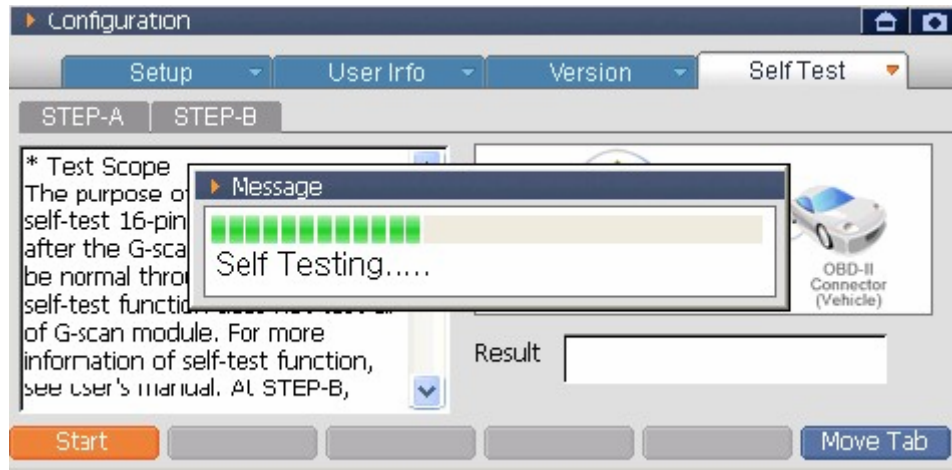 Configuration
Setup
User Info
Version
Self Test
STEP-A
STEP-B
* Test Scope
The purpose of
self-test 16-pin
after the G-sca
be normal throu
self-test function
of G-scan module. For more
information of self-test function,
see user's manual. At STEP-B,
Message
Self Testing.....
OBD-II
Connector
(Vehicle)
Result
Start
Move Tab